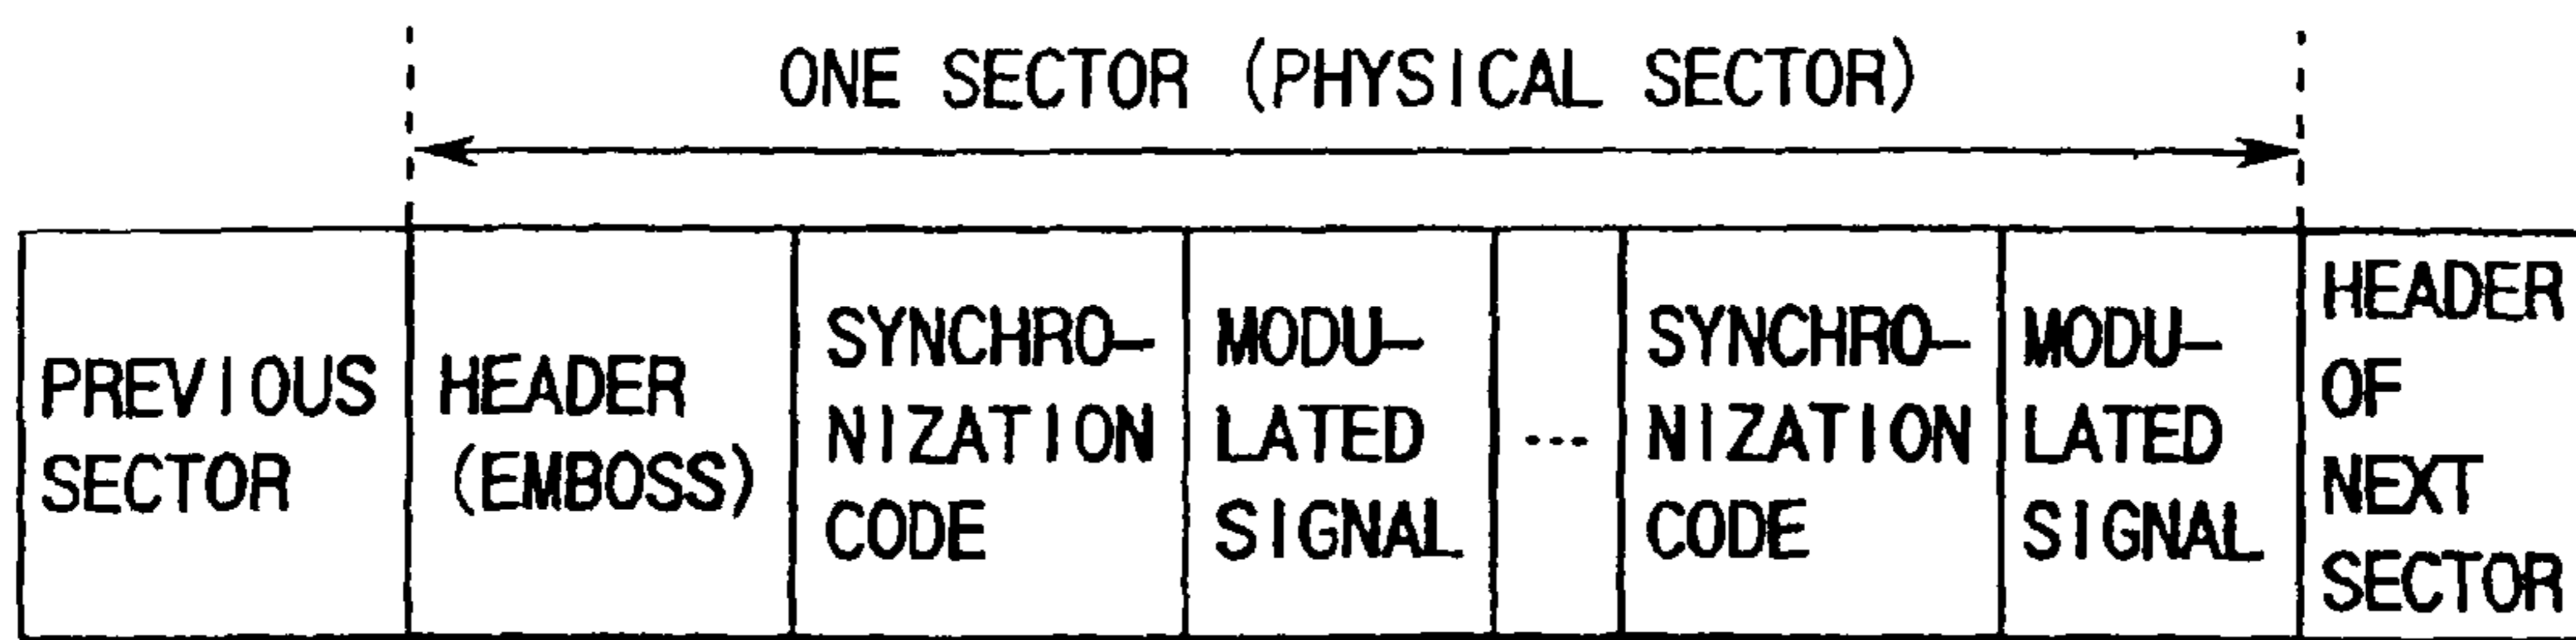 ONE SECTOR (PHYSICAL SECTOR)
PREVIOUS
SECTOR
HEADER
(EMBOSS)
SYNCHRO-
NIZATION
CODE
MODU-
LATED
SIGNAL
...
SYNCHRO-
NIZATION
CODE
MODU-
LATED
SIGNAL
HEADER
OF
NEXT
SECTOR